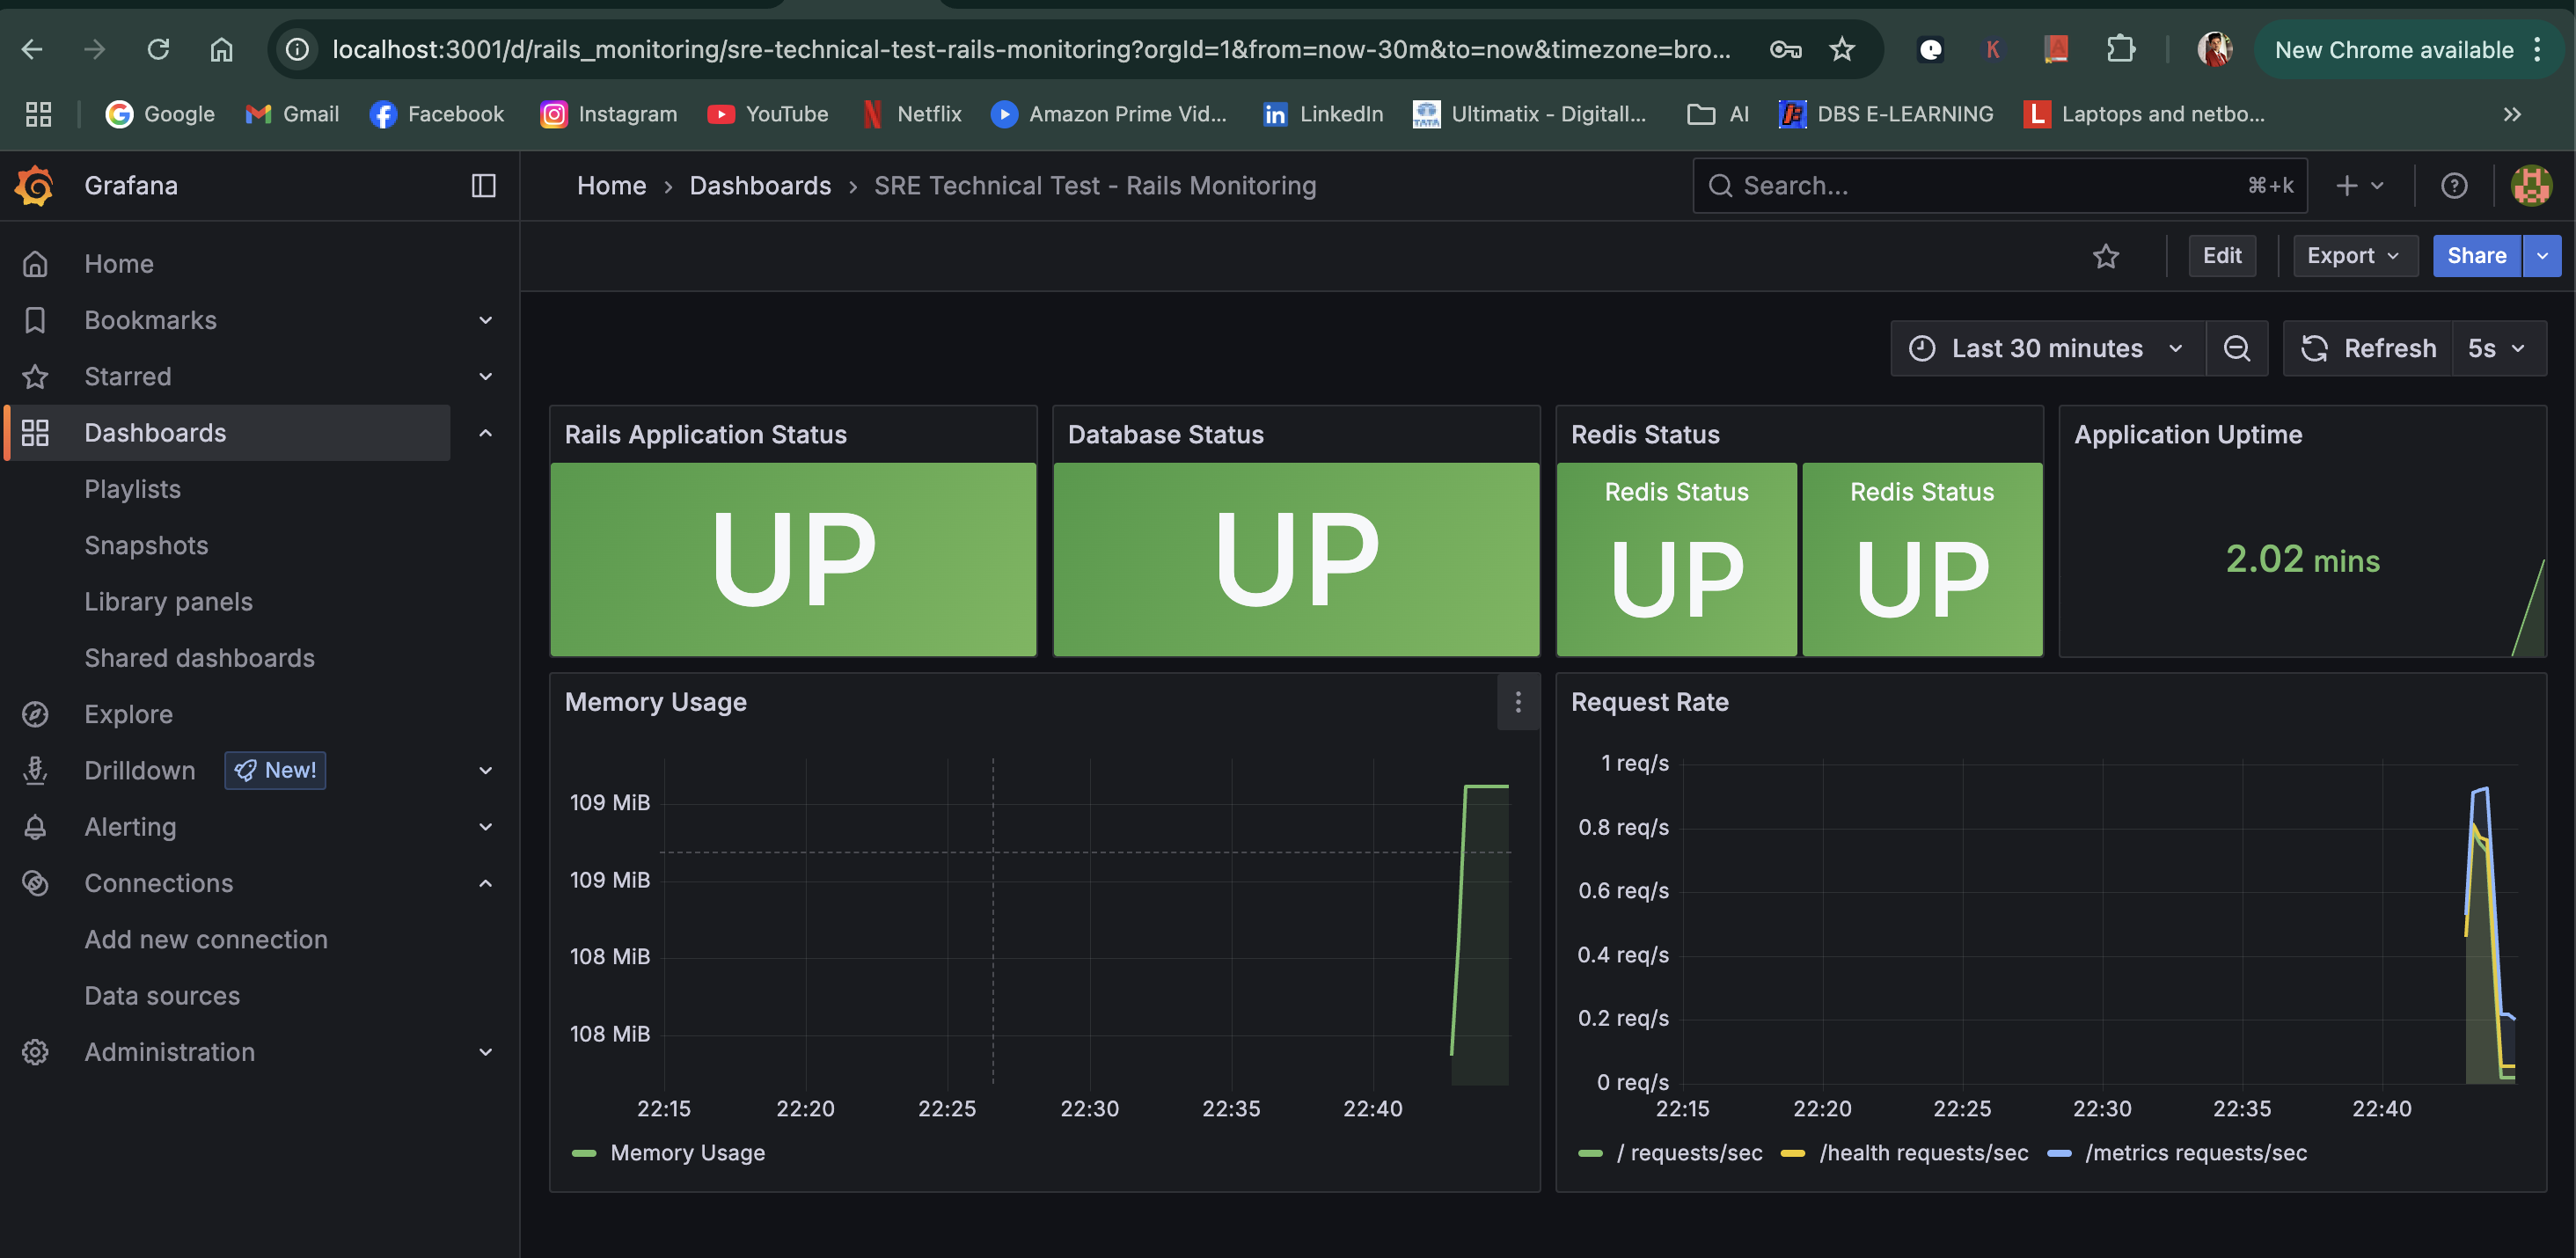 localhost:3001/d/rails_monitoring/sre-technical-test-rails-monitoring?orgId=1&from=now-30m&to=now&timezone=bro...
K
New Chrome available
Google
Gmail
Facebook
Instagram
YouTube
Netflix
Amazon Prime Vid...
LinkedIn
TATA
Ultimatix - Digitall...
AI
DBS E-LEARNING
L
Laptops and netbo...
Grafana
Home › Dashboards › SRE Technical Test - Rails Monitoring
Search...
⌘+k
Home
Bookmarks
Starred
Dashboards
Playlists
Snapshots
Library panels
Shared dashboards
Explore
Drilldown
New!
Alerting
Connections
Add new connection
Data sources
Administration
Edit
Export
Share
Last 30 minutes
Refresh
5s
Rails Application Status
UP
Database Status
UP
Redis Status
Redis Status
UP
Redis Status
UP
Application Uptime
2.02 mins
Memory Usage
109 MiB
109 MiB
108 MiB
108 MiB
22:15 22:20 22:25 22:30 22:35 22:40
Memory Usage
Request Rate
1 req/s
0.8 req/s
0.6 req/s
0.4 req/s
0.2 req/s
0 req/s
22:15 22:20 22:25 22:30 22:35 22:40
/ requests/sec /health requests/sec /metrics requests/sec